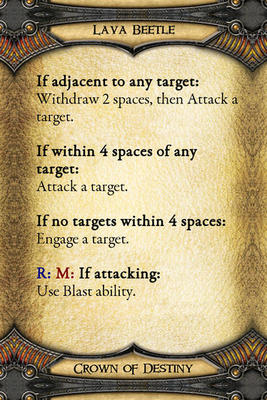 Lava Beetle
If adjacent to any target:
Withdraw 2 spaces, then Attack a
target.
If within 4 spaces of any
target:
Attack a target.
If no targets within 4 spaces:
Engage a target.
R: M: If attacking:
Use Blast ability.
Crown of Destiny